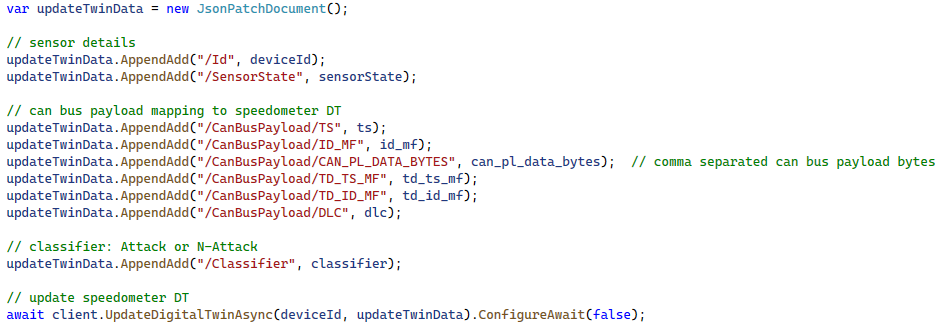 var updateTwinData = new JsonPatchDocument();
// sensor details
updateTwinData.AppendAdd("/Id", deviceId);
updateTwinData.AppendAdd("/SensorState", sensorState);
// can bus payload mapping to speedometer DT
updateTwinData.AppendAdd("/CanBusPayload/TS", ts);
updateTwinData.AppendAdd("/CanBusPayload/ID_MF", id_mf);
updateTwinData.AppendAdd("/CanBusPayload/CAN_PL_DATA_BYTES", can_pl_data_bytes);  // comma separated can bus payload bytes
updateTwinData.AppendAdd("/CanBusPayload/TD_TS_MF", td_ts_mf);
updateTwinData.AppendAdd("/CanBusPayload/TD_ID_MF", td_id_mf);
updateTwinData.AppendAdd("/CanBusPayload/DLC", dlc);
// classifier: Attack or N-Attack
updateTwinData.AppendAdd("/Classifier", classifier);
// update speedometer DT
await client.UpdateDigitalTwinAsync(deviceId, updateTwinData).ConfigureAwait(false);